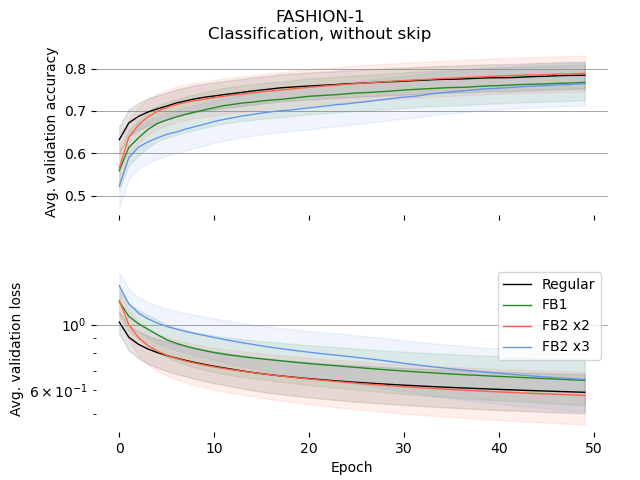 FASHION-1
Classification, without skip
Avg. validation accuracy
0.8
0.7
0.6
0.5
Avg. validation loss
10⁰
6 × 10⁻¹
Regular
FB1
FB2 x2
FB2 x3
0 10 20 30 40 50
Epoch